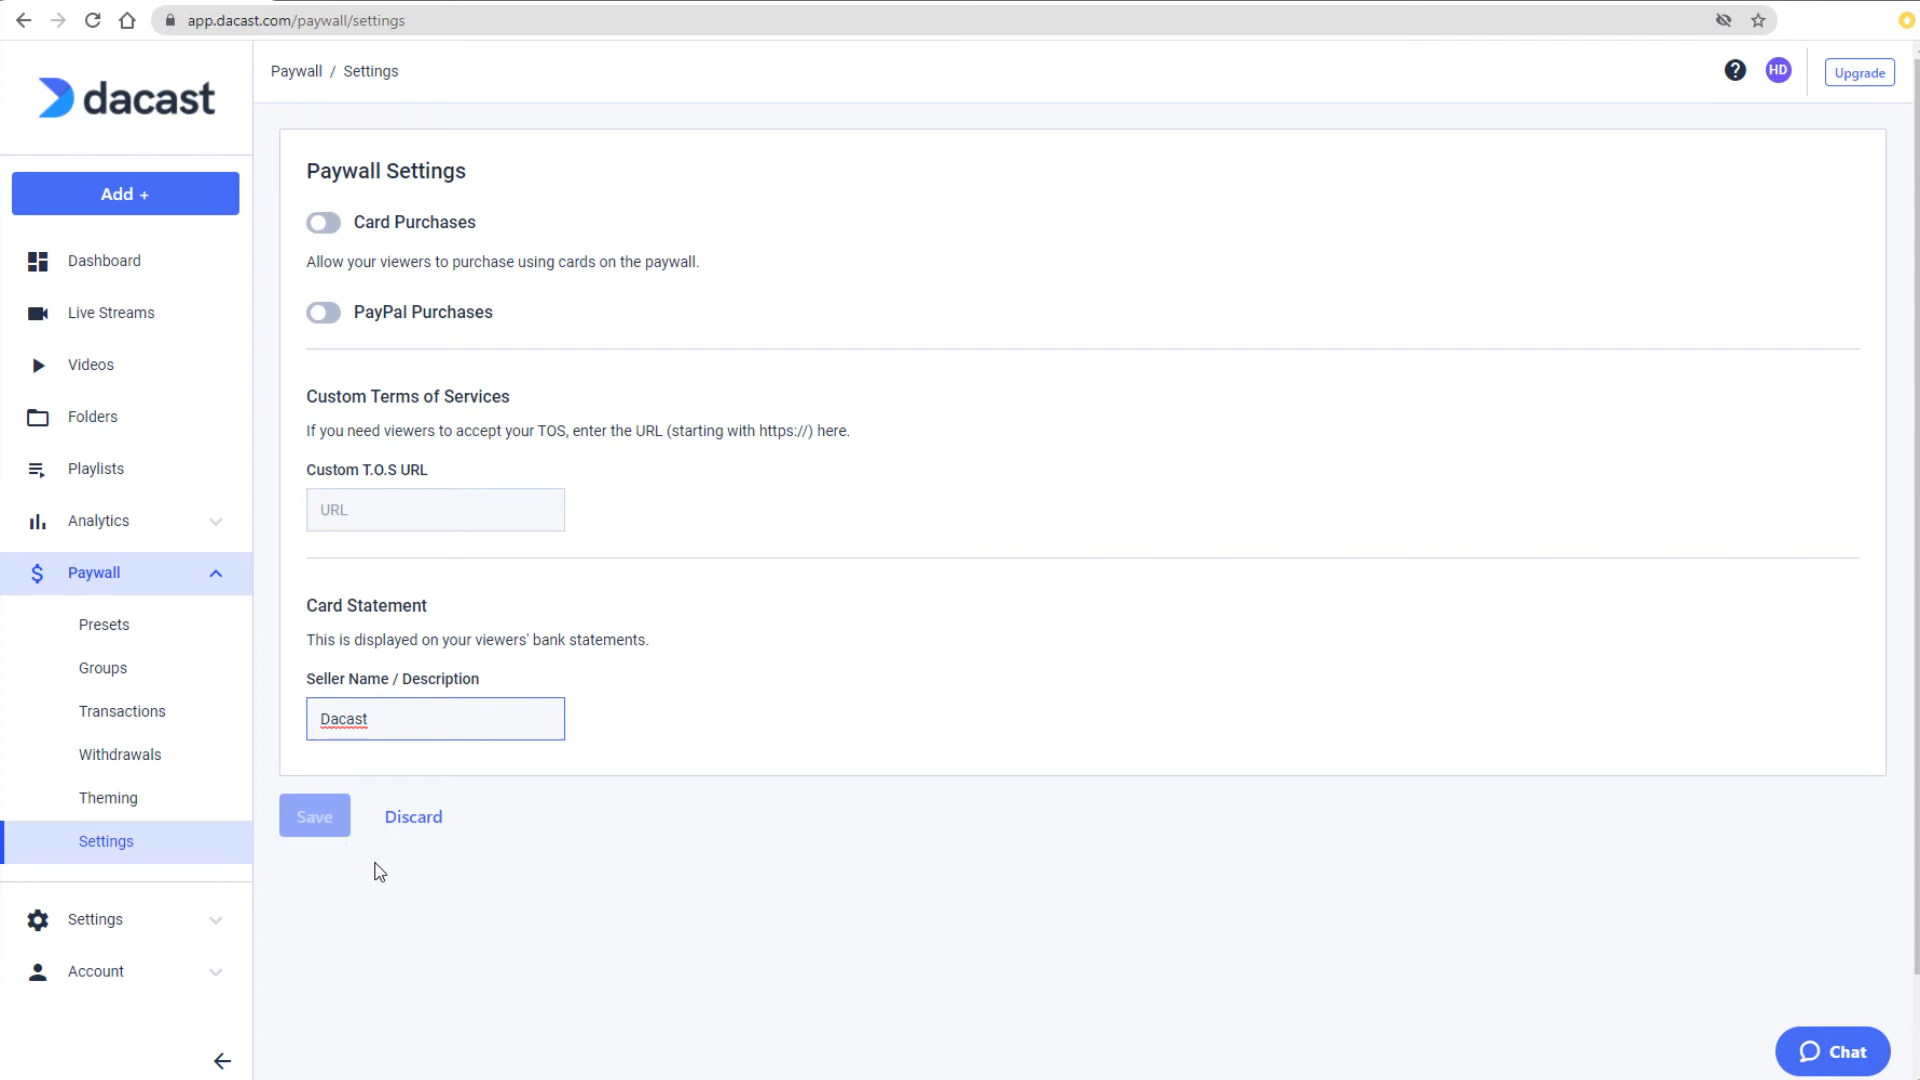 app.dacast.com/paywall/settings
dacast
Paywall / Settings
?
HD
Upgrade
Add +
Dashboard
Live Streams
Videos
Folders
Playlists
Analytics
Paywall
Presets
Groups
Transactions
Withdrawals
Theming
Settings
Settings
Account
Paywall Settings
Card Purchases
Allow your viewers to purchase using cards on the paywall.
PayPal Purchases
Custom Terms of Services
If you need viewers to accept your TOS, enter the URL (starting with https://) here.
Custom T.O.S URL
URL
Card Statement
This is displayed on your viewers' bank statements.
Seller Name / Description
Dacast
Save
Discard
Chat